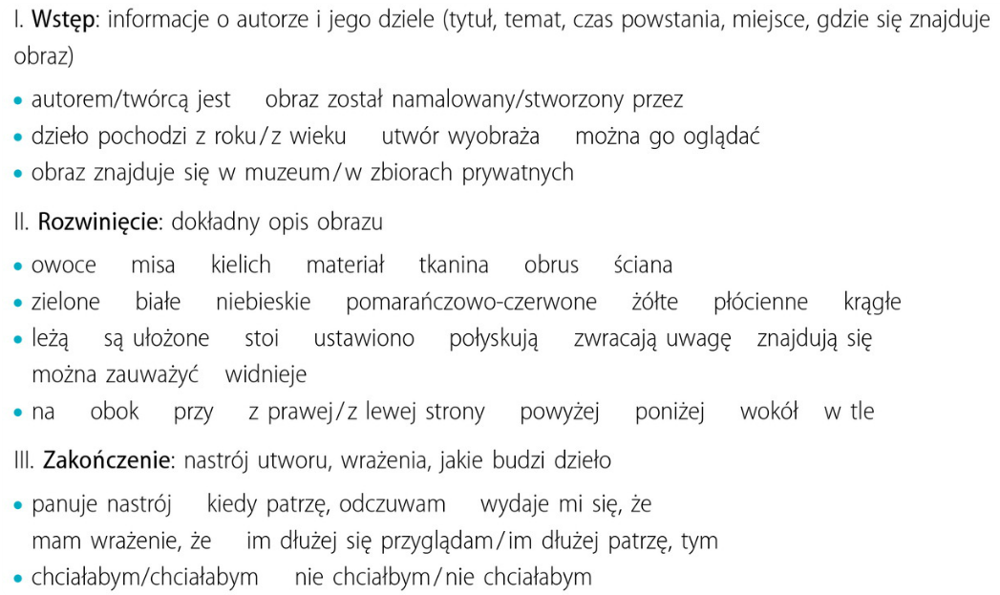 I. Wstęp: informacje o autorze i jego dziele (tytuł, temat, czas powstania, miejsce, gdzie się znajduje
obraz)
• autorem/twórcą jest obraz został namalowany/stworzony przez
• dzieło pochodzi z roku/z wieku utwór wyobraża można go oglądać
• obraz znajduje się w muzeum/w zbiorach prywatnych
II. Rozwinięcie: dokładny opis obrazu
• owoce misa kielich materiał tkanina obrus ściana
• zielone białe niebieskie pomarańczowo-czerwone żółte płócienne krągłe
• leżą są ułożone stoi ustawiono połyskują zwracają uwagę znajdują się
można zauważyć widnieje
• na obok przy z prawej/z lewej strony powyżej poniżej wokół w tle
III. Zakończenie: nastrój utworu, wrażenia, jakie budzi dzieło
• panuje nastrój kiedy patrzę, odczuwam wydaje mi się, że
mam wrażenie, że im dłużej się przyglądam/im dłużej patrzę, tym
• chciałabym/chciałabym nie chciałbym/nie chciałabym